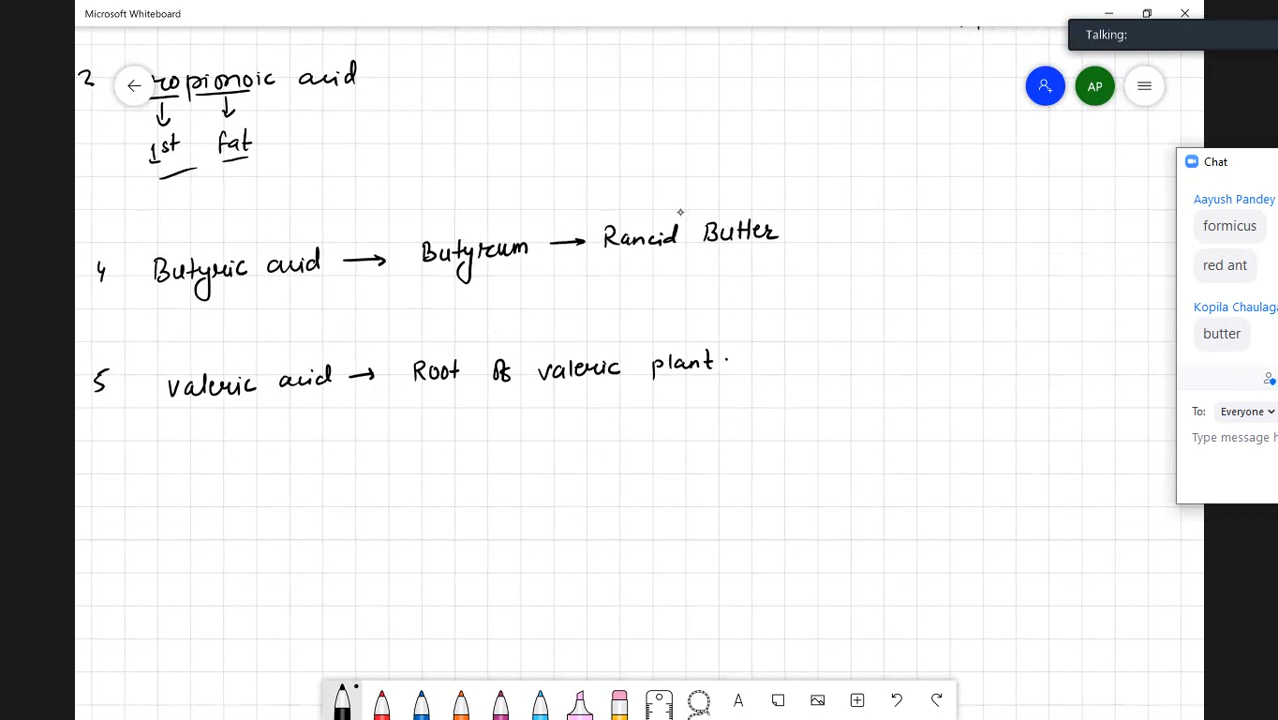 Microsoft Whiteboard
Talking:
2 ropionoic acid
1st fat
AP
Chat
Aayush Pandey
formicus
red ant
Kopila Chaulaga
butter
4 Butyric acid → Butyrum → Rancid Butter
5 valeric acid → Root of valeric plant.
To: Everyone
Type message h
A